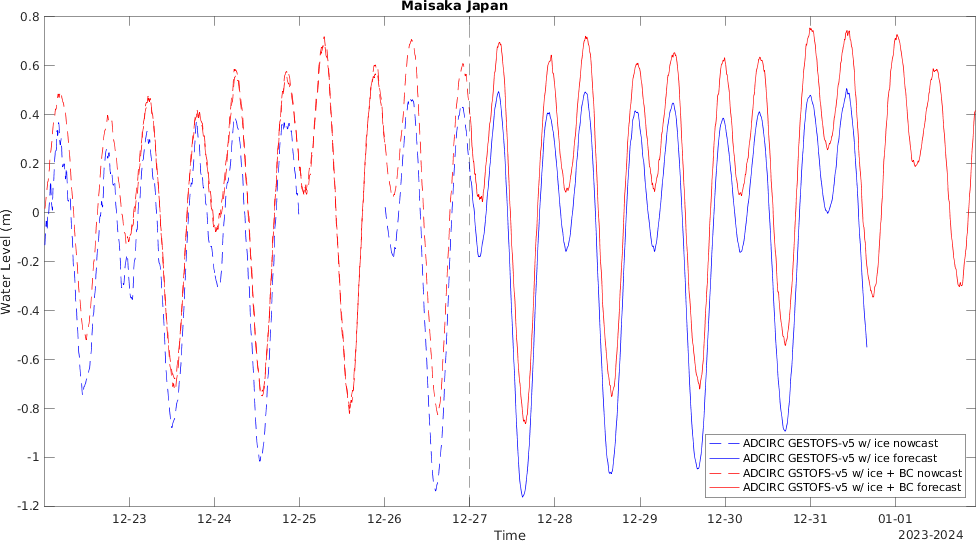 Maisaka Japan
0.8
0.6
0.4
0.2
0
-0.2
-0.4
-0.6
-0.8
-1
-1.2
Water Level (m)
ADCIRC GESTOFS-v5 w/ ice nowcast
ADCIRC GESTOFS-v5 w/ ice forecast
ADCIRC GSTOFS-v5 w/ ice + BC nowcast
ADCIRC GSTOFS-v5 w/ ice + BC forecast
12-23 12-24 12-25 12-26 12-27 12-28 12-29 12-30 12-31 01-01
Time
2023-2024